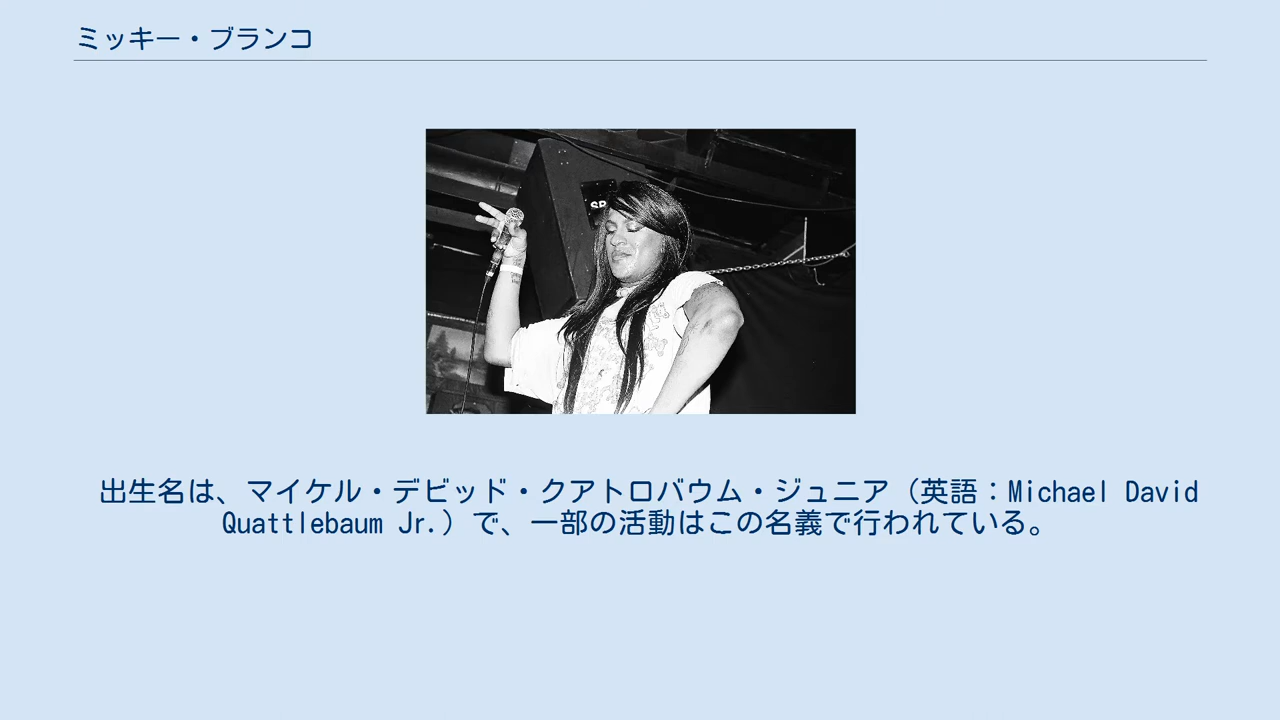 ミッキー・ブランコ
SP
出生名は、マイケル・デビッド・クアトロバウム・ジュニア（英語：Michael David
Quattlebaum Jr.）で、一部の活動はこの名義で行われている。